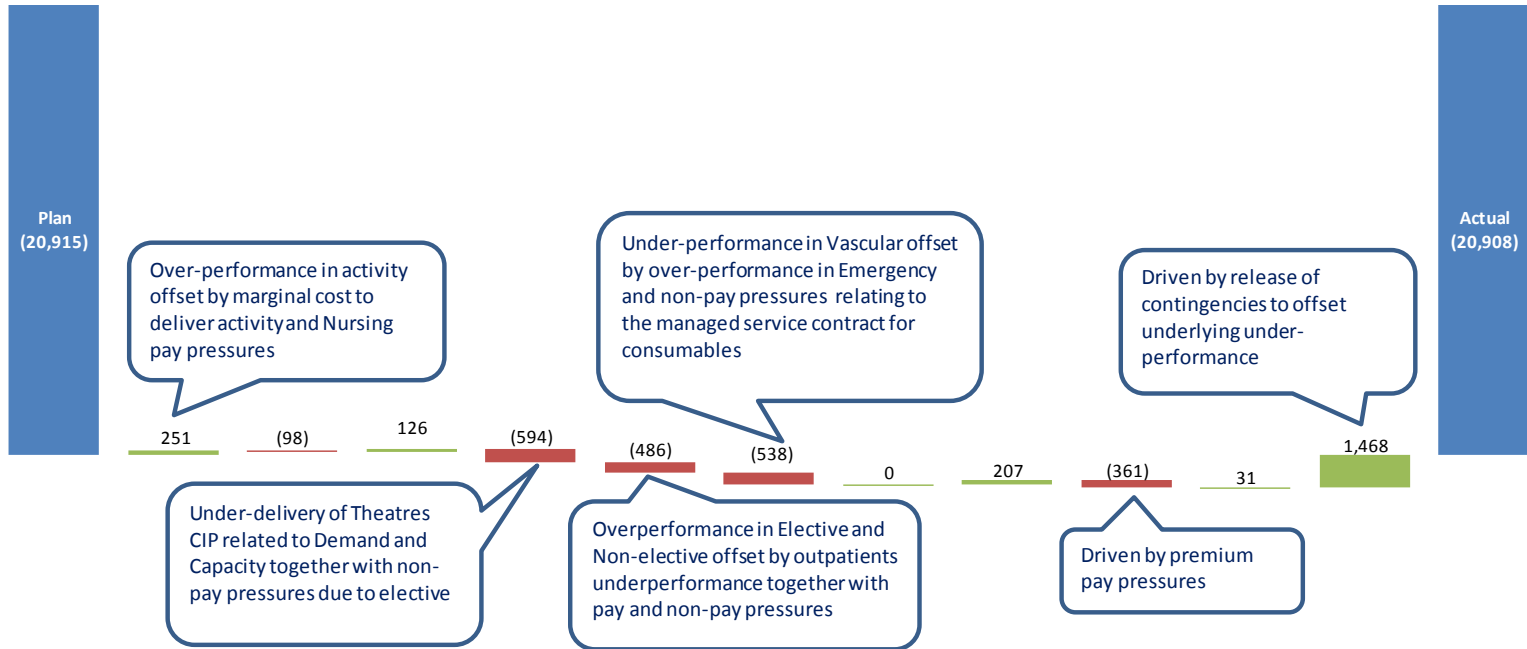 Plan
(20,915)
Over-performance in activity
offset by marginal cost to
deliver activity and Nursing
pay pressures
Under-performance in Vascular offset
by over-performance in Emergency
and non-pay pressures relating to
the managed service contract for
consumables
Driven by release of
contingencies to offset
underlying under-
performance
Actual
(20,908)
251
(98)
126
(594)
(486)
(538)
0
207
(361)
31
1,468
Under-delivery of Theatres
CIP related to Demand and
Capacity together with non-
pay pressures due to elective
Overperformance in Elective and
Non-elective offset by outpatients
underperformance together with
pay and non-pay pressures
Driven by premium
pay pressures